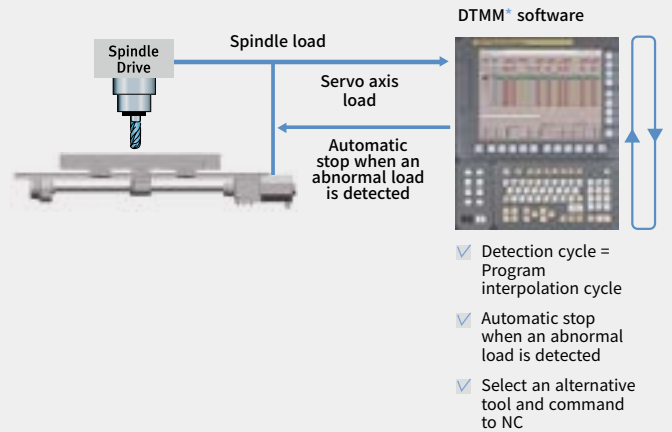 DTMM* software
Spindle load
Spindle
Drive
Servo axis
load
Automatic
stop when an
abnormal load
is detected
Detection cycle =
Program
interpolation cycle
Automatic stop
when an abnormal
load is detected
Select an alternative
tool and command
to NC